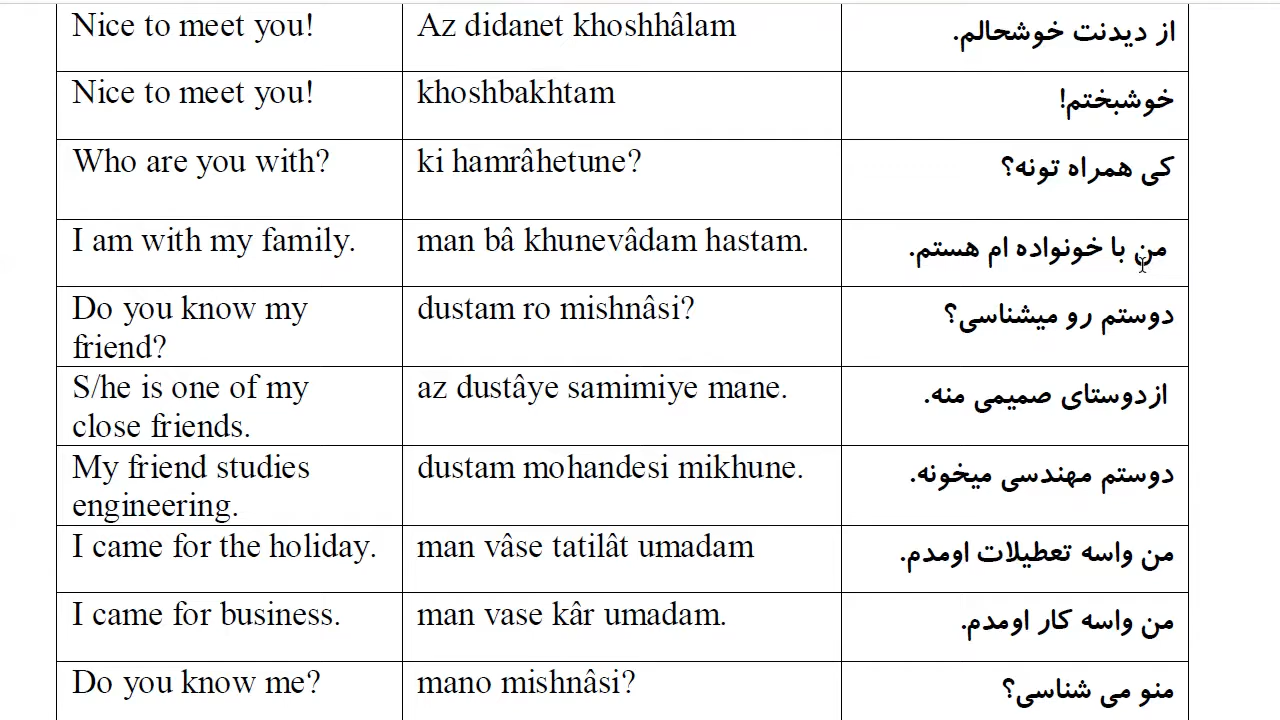 Nice to meet you! Az didanet khoshhâlam از دیدنت خوشحالم.
Nice to meet you! khoshbakhtam خوشبختم!
Who are you with? ki hamrâhetune? کی همراه تونه؟
I am with my family. man bâ khunevâdam hastam. من با خونواده ام هستم.
Do you know my dustam ro mishnâsi? دوستم رو میشناسی؟
friend?
S/he is one of my az dustâye samimiye mane. ازدوستای صمیمی منه.
close friends.
My friend studies dustam mohandesi mikhune. دوستم مهندسی میخونه.
engineering.
I came for the holiday. man vâse tatilât umadam من واسه تعطیلات اومدم.
I came for business. man vase kâr umadam. من واسه کار اومدم.
Do you know me? mano mishnâsi? منو می شناسی؟